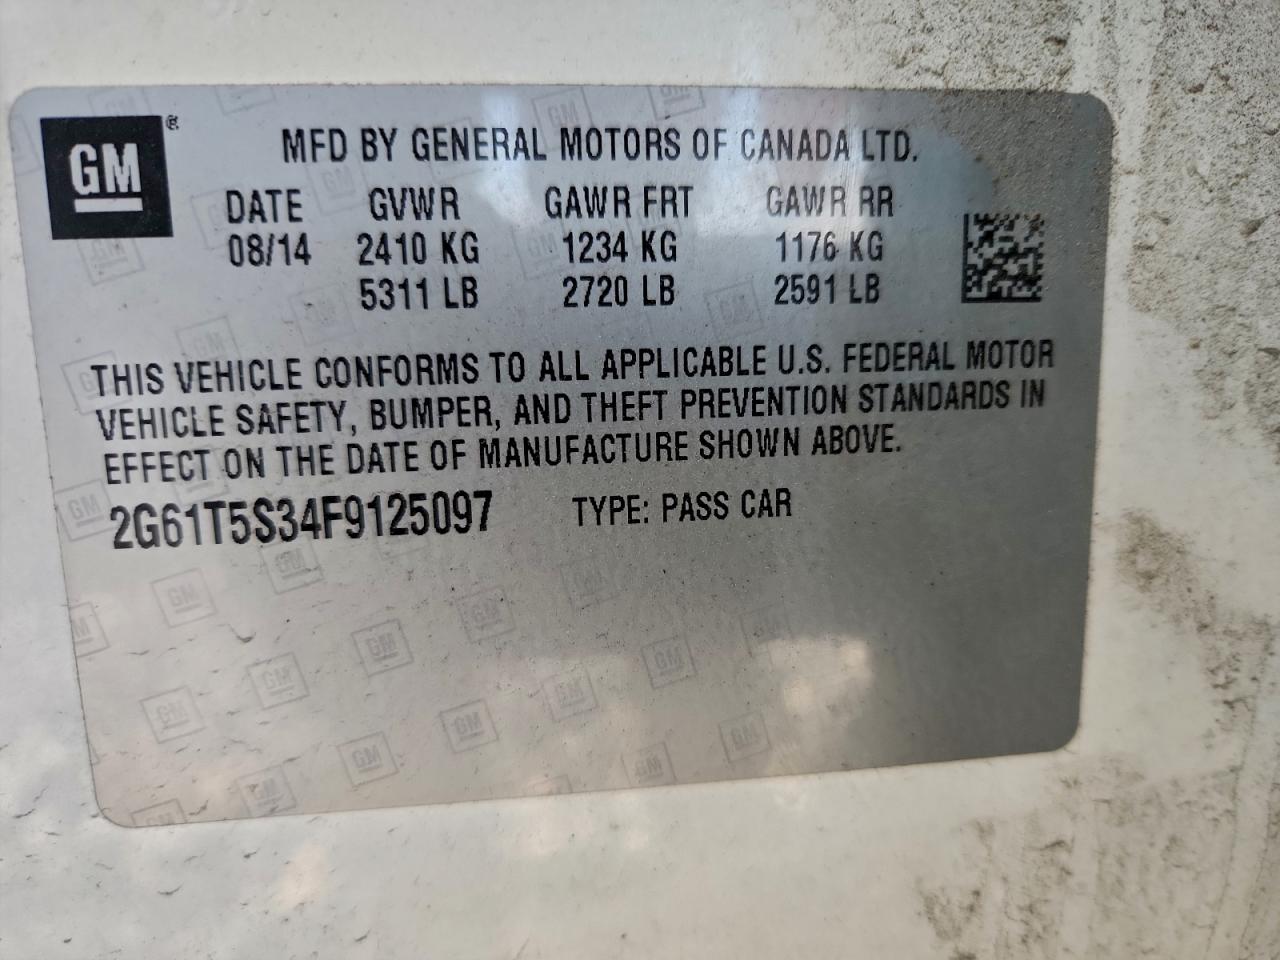 GM
MFD BY GENERAL MOTORS OF CANADA LTD.
DATE GVWR GAWR FRT GAWR RR
08/14 2410 KG 1234 KG 1176 KG
5311 LB 2720 LB 2591 LB
THIS VEHICLE CONFORMS TO ALL APPLICABLE U.S. FEDERAL MOTOR
VEHICLE SAFETY, BUMPER, AND THEFT PREVENTION STANDARDS IN
EFFECT ON THE DATE OF MANUFACTURE SHOWN ABOVE.
2G61T5S34F9125097 TYPE: PASS CAR